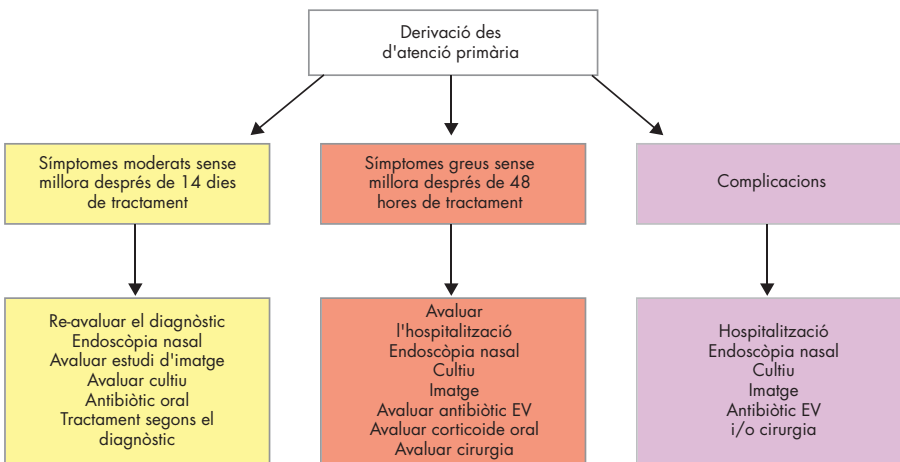 Derivació des
d'atenció primària
Símptomes moderats sense
millora després de 14 dies
de tractament
Símptomes greus sense
millora després de 48
hores de tractament
Complicacions
Re-avaluar el diagnòstic
Endoscòpia nasal
Avaluar estudi d'imatge
Avaluar cultiu
Antibiòtic oral
Tractament segons el
diagnòstic
Avaluar
l'hospitalització
Endoscòpia nasal
Cultiu
Imatge
Avaluar antibiòtic EV
Avaluar corticoide oral
Avaluar cirurgia
Hospitalització
Endoscòpia nasal
Cultiu
Imatge
Antibiòtic EV
i/o cirurgia